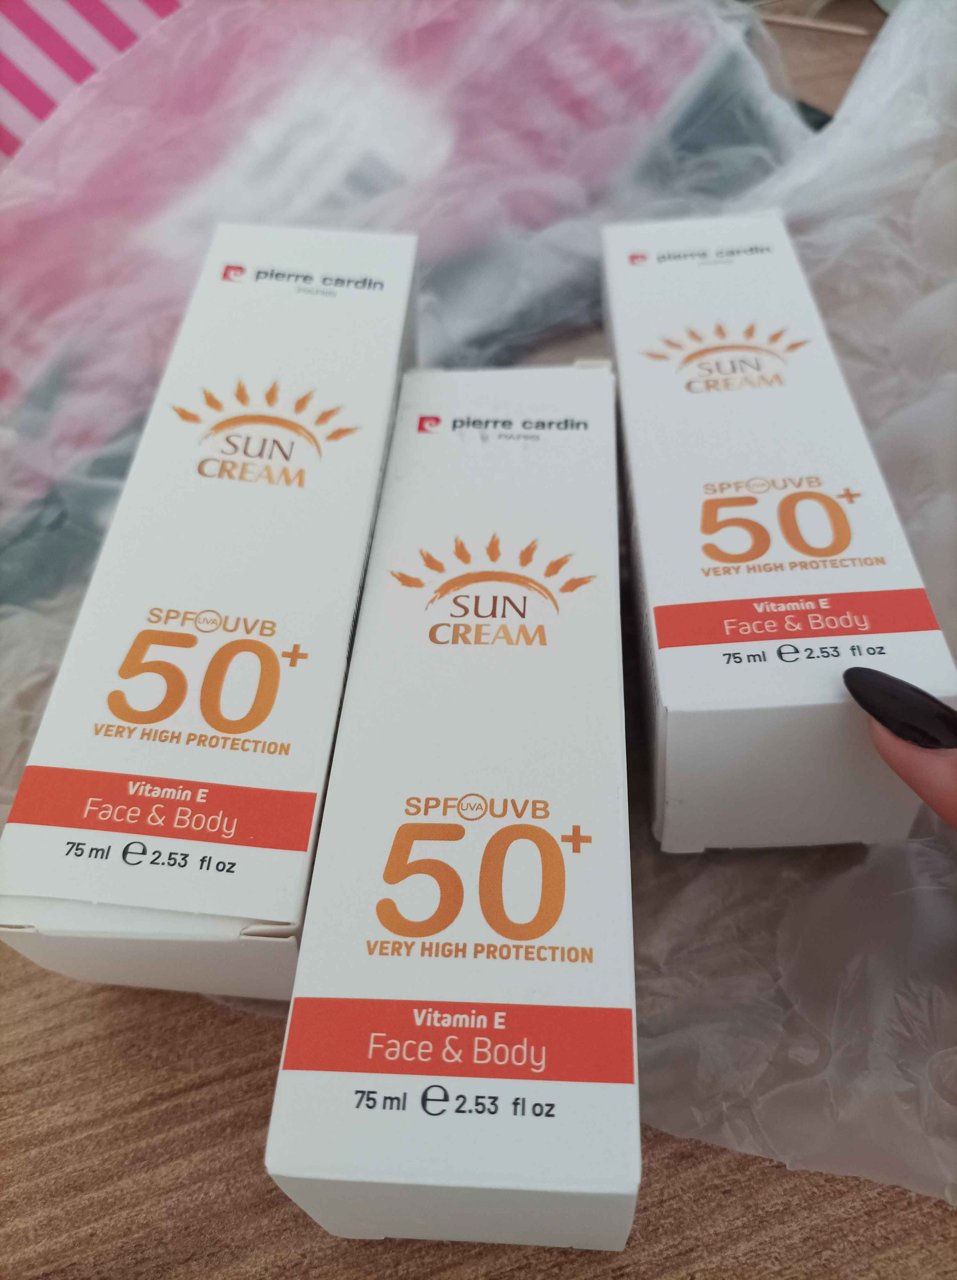 pierre cardin
PARIS
SUN
CREAM
SPF UVA UVB
50+
VERY HIGH PROTECTION
Vitamin E
Face & Body
75 ml e 2.53 fl oz
pierre cardin
PARIS
SUN
CREAM
SPF UVA UVB
50+
VERY HIGH PROTECTION
Vitamin E
Face & Body
75 ml e 2.53 fl oz
pierre cardin
PARIS
SUN
CREAM
SPF UVA UVB
50+
VERY HIGH PROTECTION
Vitamin E
Face & Body
75 ml e 2.53 fl oz